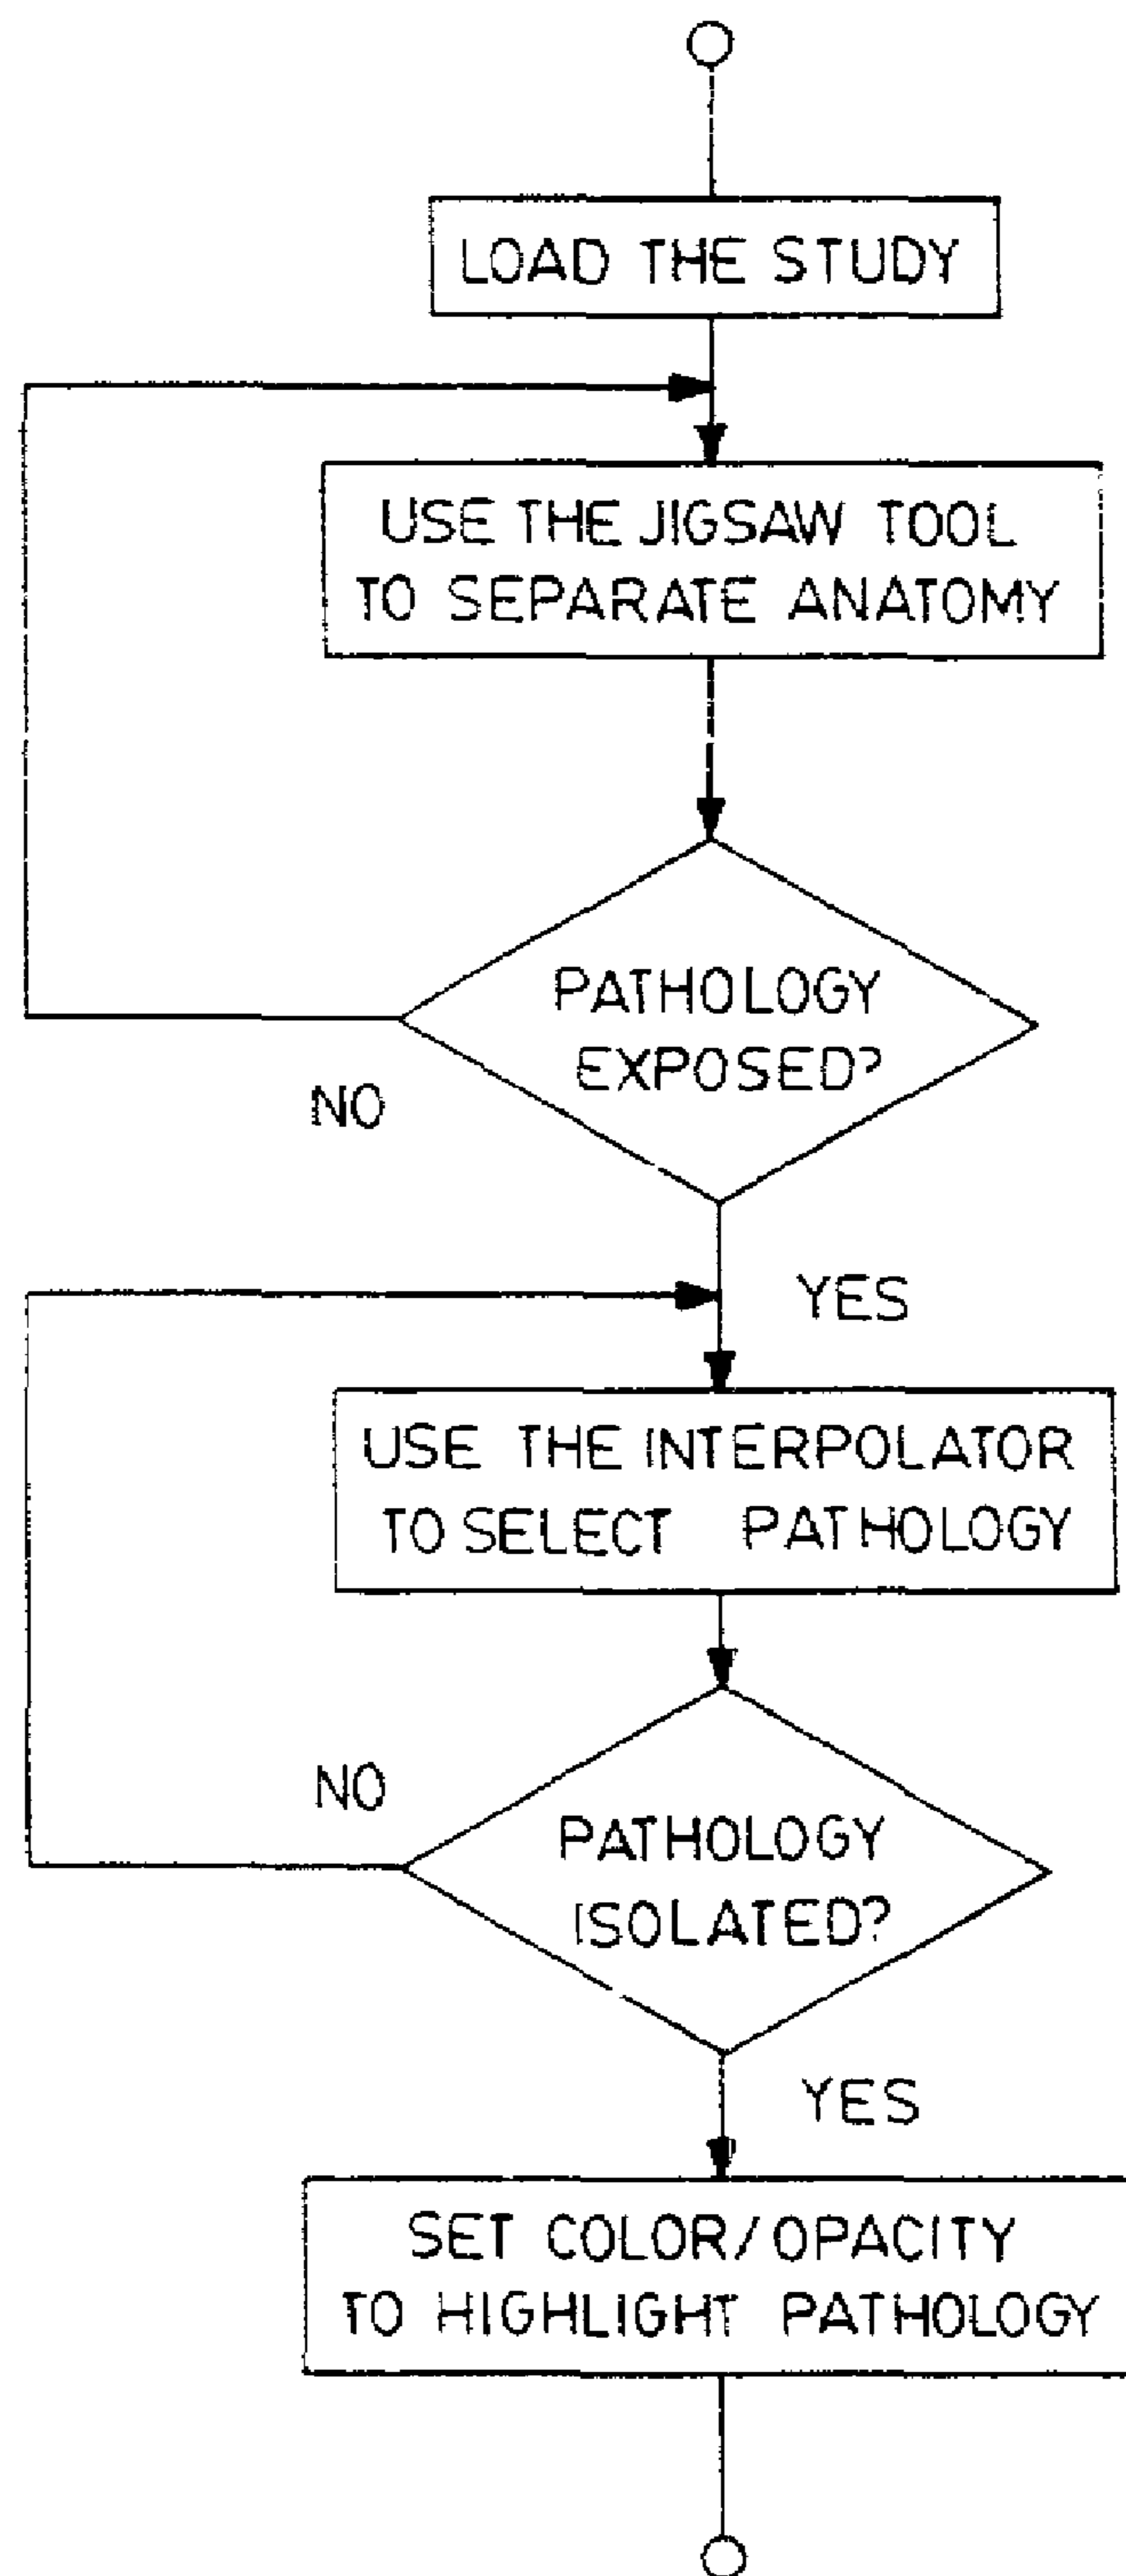 LOAD THE STUDY
USE THE JIGSAW TOOL
TO SEPARATE ANATOMY
PATHOLOGY
EXPOSED?
NO
YES
USE THE INTERPOLATOR
TO SELECT PATHOLOGY
NO
PATHOLOGY
ISOLATED?
YES
SET COLOR/OPACITY
TO HIGHLIGHT PATHOLOGY